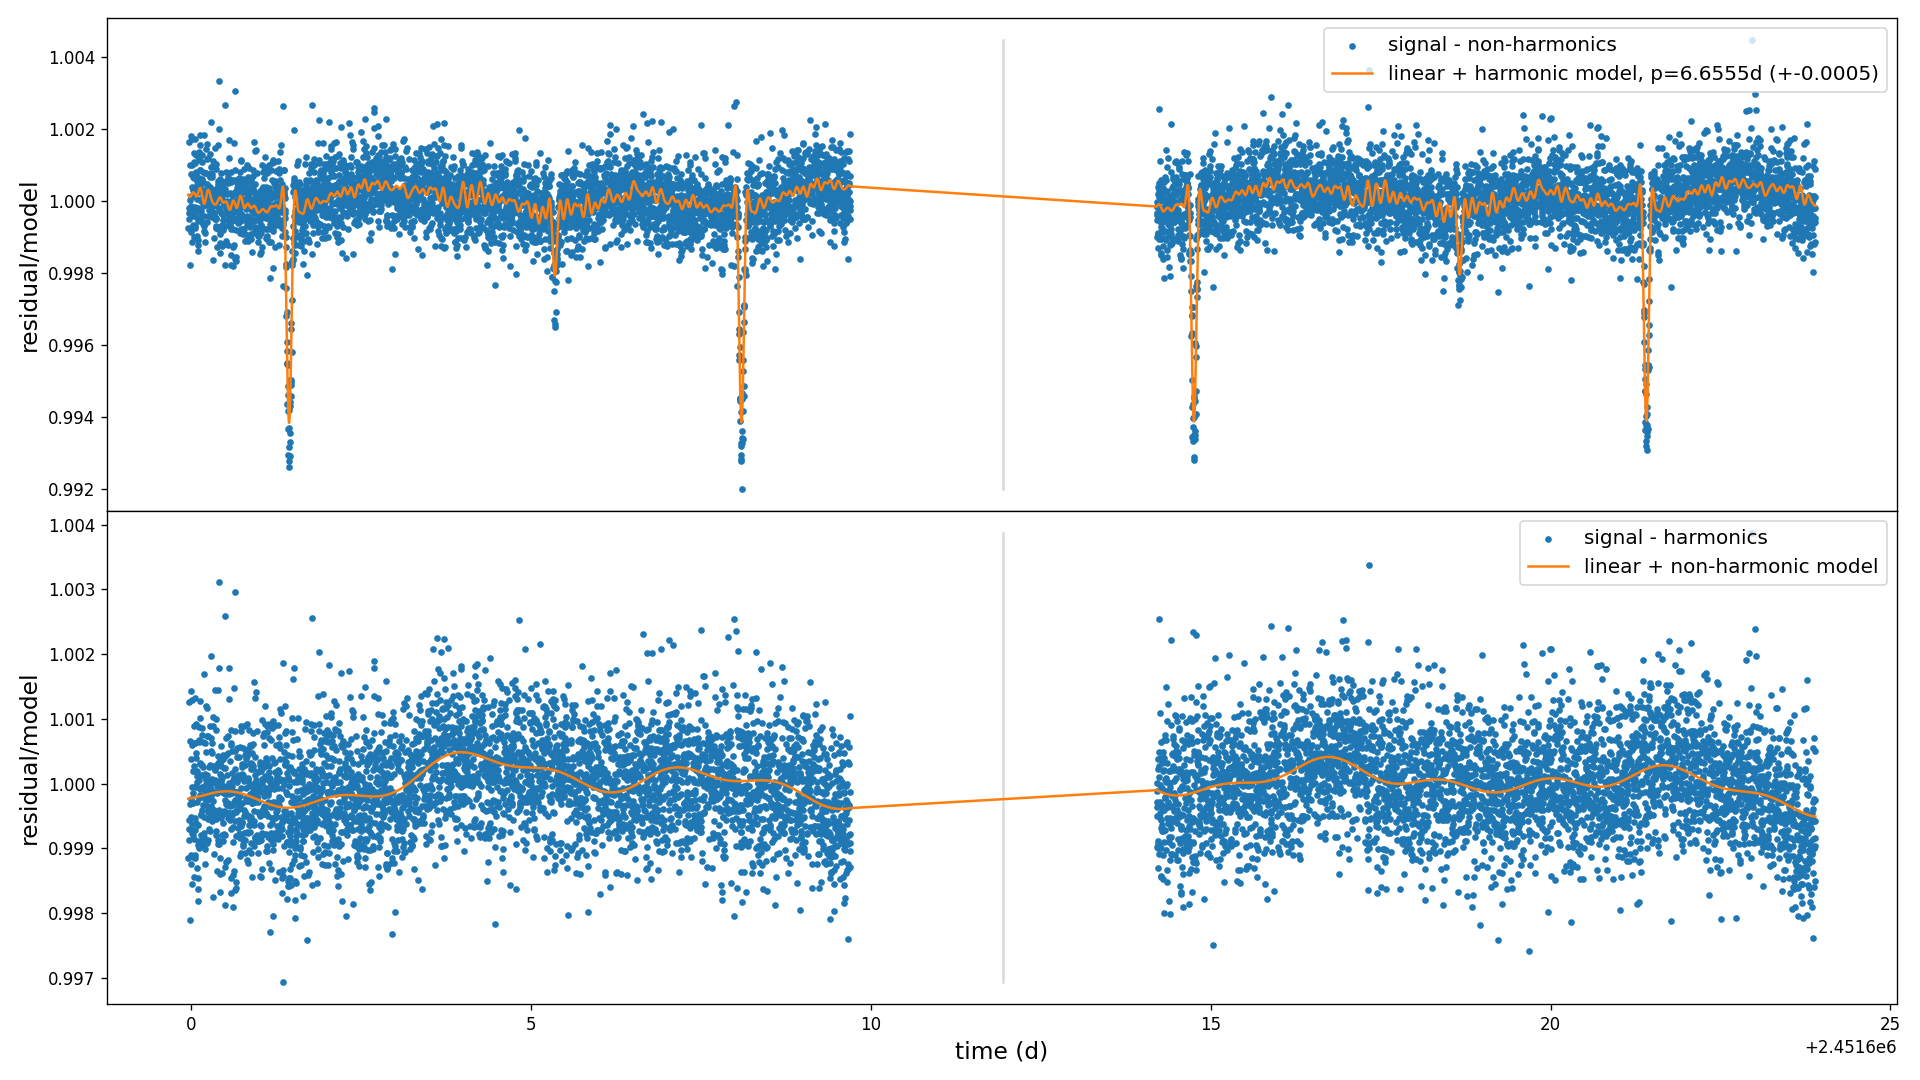 signal - non-harmonics
linear + harmonic model, p=6.6555d (+-0.0005)
1.004
1.002
1.000
0.998
0.996
0.994
0.992
residual/model
signal - harmonics
linear + non-harmonic model
1.004
1.003
1.002
1.001
1.000
0.999
0.998
0.997
residual/model
0
5
10
15
20
25
time (d)
+2.4516e6